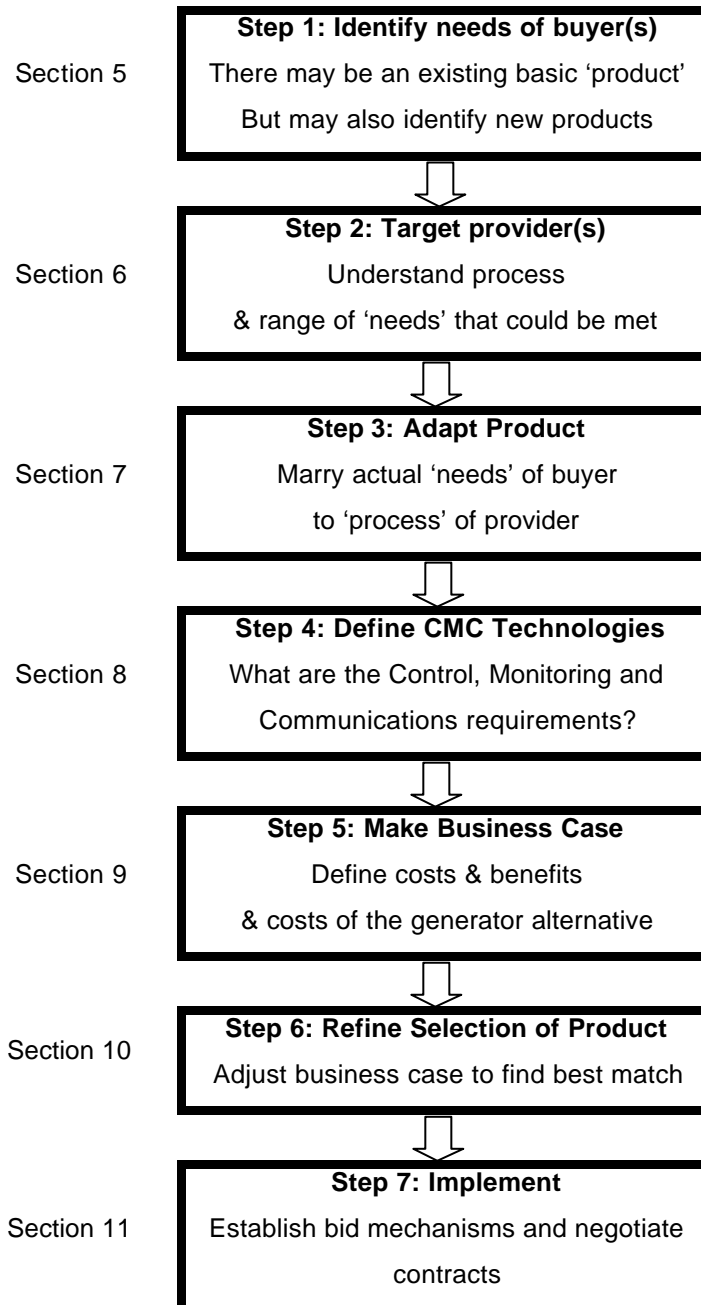 Step 1: Identify needs of buyer(s)
Section 5
There may be an existing basic ‘product’
But may also identify new products
Step 2: Target provider(s)
Section 6
Understand process
& range of ‘needs’ that could be met
Step 3: Adapt Product
Section 7
Marry actual ‘needs’ of buyer
to ‘process’ of provider
Step 4: Define CMC Technologies
Section 8
What are the Control, Monitoring and
Communications requirements?
Step 5: Make Business Case
Section 9
Define costs & benefits
& costs of the generator alternative
Step 6: Refine Selection of Product
Section 10
Adjust business case to find best match
Step 7: Implement
Section 11
Establish bid mechanisms and negotiate
contracts